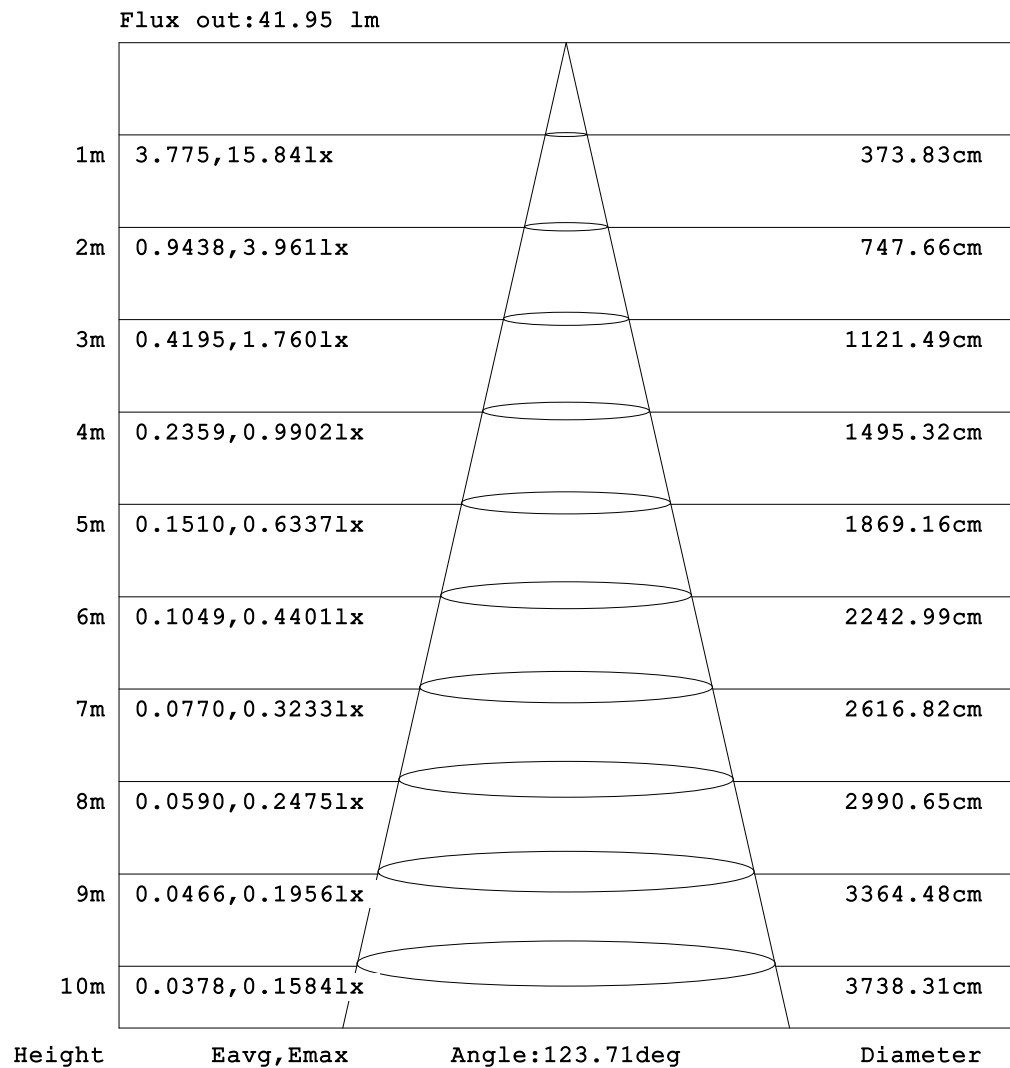 Flux out:41.95 lm
1m 3.775,15.84lx 373.83cm
2m 0.9438,3.961lx 747.66cm
3m 0.4195,1.760lx 1121.49cm
4m 0.2359,0.9902lx 1495.32cm
5m 0.1510,0.6337lx 1869.16cm
6m 0.1049,0.4401lx 2242.99cm
7m 0.0770,0.3233lx 2616.82cm
8m 0.0590,0.2475lx 2990.65cm
9m 0.0466,0.1956lx 3364.48cm
10m 0.0378,0.1584lx 3738.31cm
Height Eavg,Emax Angle:123.71deg Diameter